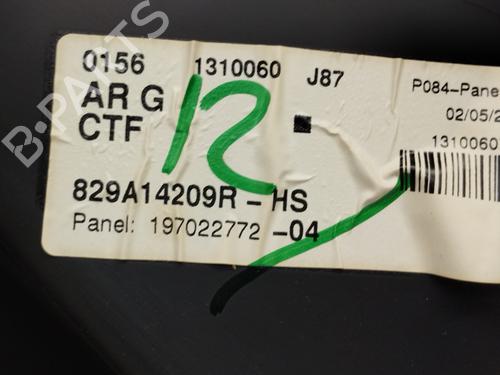 0156 1310060 J87
AR G
CTF
12
829A14209R - HS
Panel: 197022772 -04
P084-Pane
02/05/2
1310060
B-PARTS